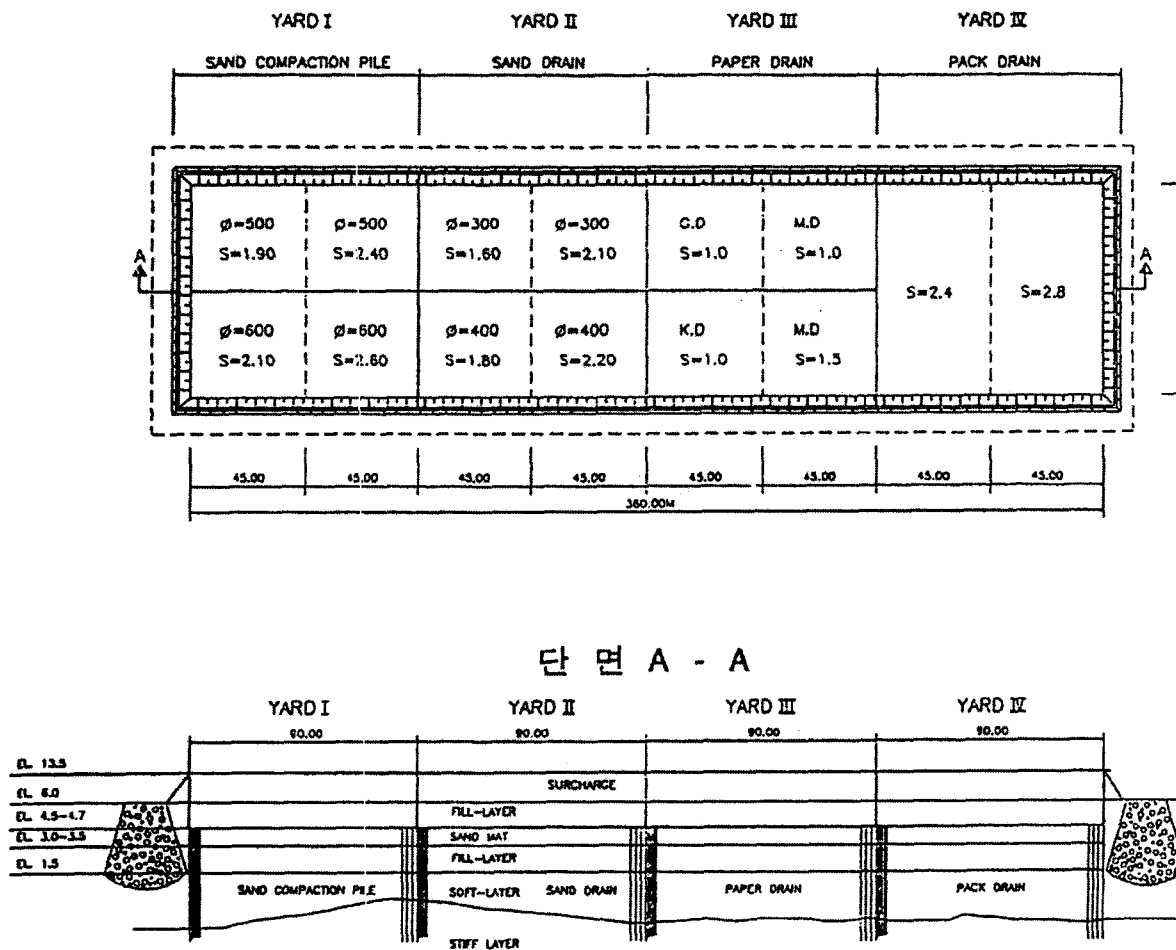 YARD I YARD II YARD III YARD IV
SAND COMPACTION PILE SAND DRAIN PAPER DRAIN PACK DRAIN
Ø=500 Ø=500 Ø=300 Ø=300 G.D M.D
S=1.90 S=2.40 S=1.60 S=2.10 S=1.0 S=1.0
A A
S=2.4 S=2.8
Ø=600 Ø=600 Ø=400 Ø=400 K.D M.D
S=2.10 S=2.60 S=1.80 S=2.20 S=1.0 S=1.5
45.00 45.00 45.00 45.00 45.00 45.00 45.00 45.00
360.00M
단 면 A - A
YARD I YARD II YARD III YARD IV
90.00 90.00 90.00 90.00
EL 13.5
SURCHARGE
EL 6.0
FILL-LAYER
EL 4.5-4.7
SAND MAT
EL 3.0-3.5
FILL-LAYER
EL 1.5
SAND COMPACTION PILE SOFT-LAYER SAND DRAIN PAPER DRAIN PACK DRAIN
STIFF LAYER